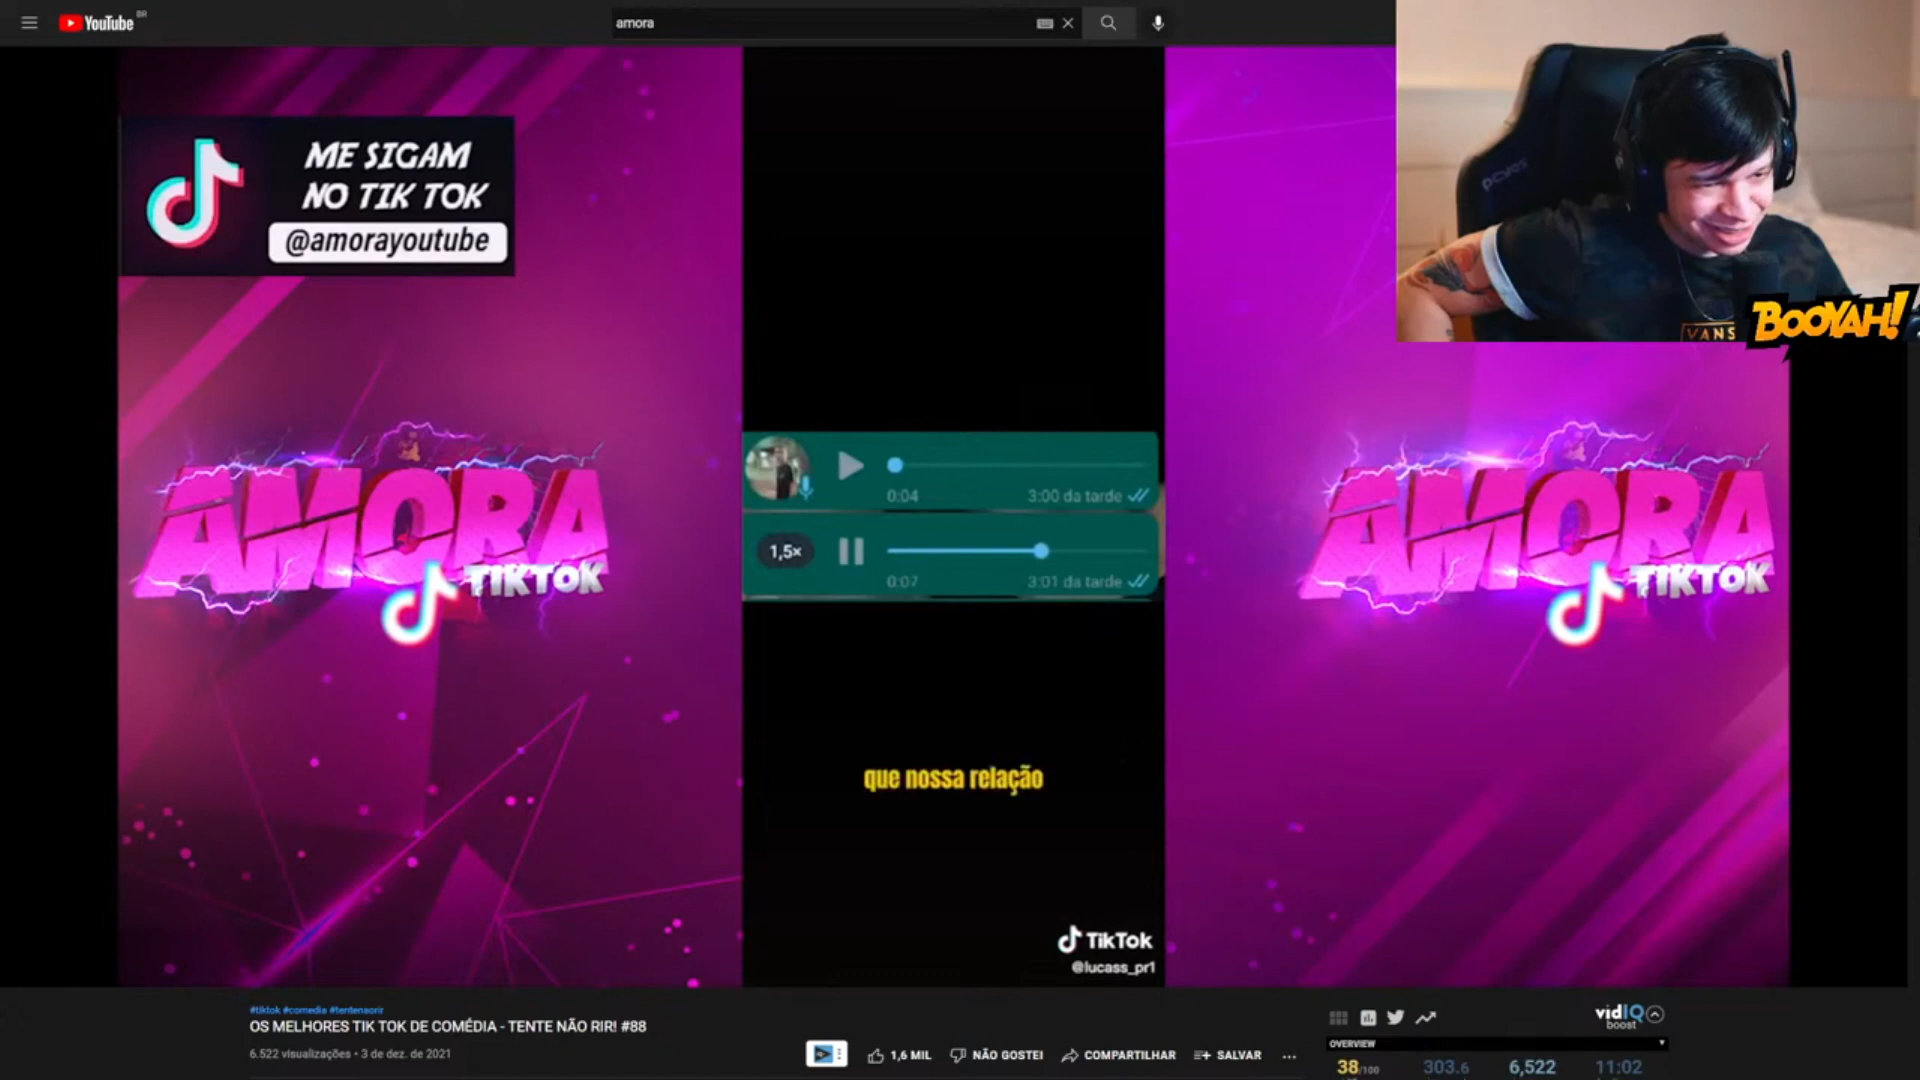 YouTube BR
amora
ME SIGAM
NO TIK TOK
@amorayoutube
pcyes
VANS
BOOYAH!
AMORA
TIKTOK
AMORA
TIKTOK
0:04
3:00 da tarde
1,5×
0:07
3:01 da tarde
que nossa relação
TikTok
@lucass_pr1
#tiktok #comedia #tentenaorir
OS MELHORES TIK TOK DE COMÉDIA - TENTE NÃO RIR! #88
6.522 visualizações • 3 de dez. de 2021
1,6 MIL
NÃO GOSTEI
COMPARTILHAR
SALVAR
vidIQ
boost
OVERVIEW
38/100
303.6
6,522
11:02